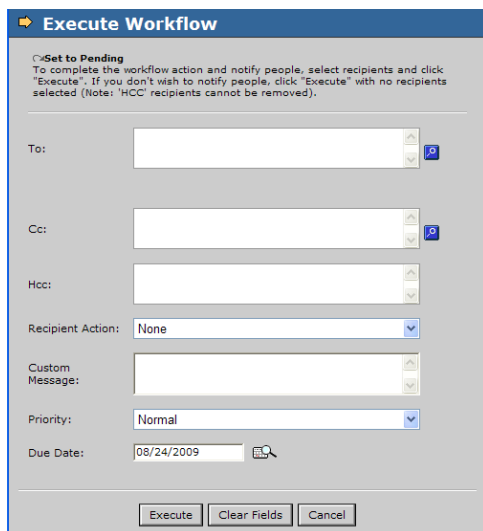 Execute Workflow
Set to Pending
To complete the workflow action and notify people, select recipients and click
"Execute". If you don't wish to notify people, click "Execute" with no recipients
selected (Note: 'HCC' recipients cannot be removed).
To:
Cc:
Hcc:
Recipient Action: None
Custom
Message:
Priority: Normal
Due Date: 08/24/2009
Execute Clear Fields Cancel